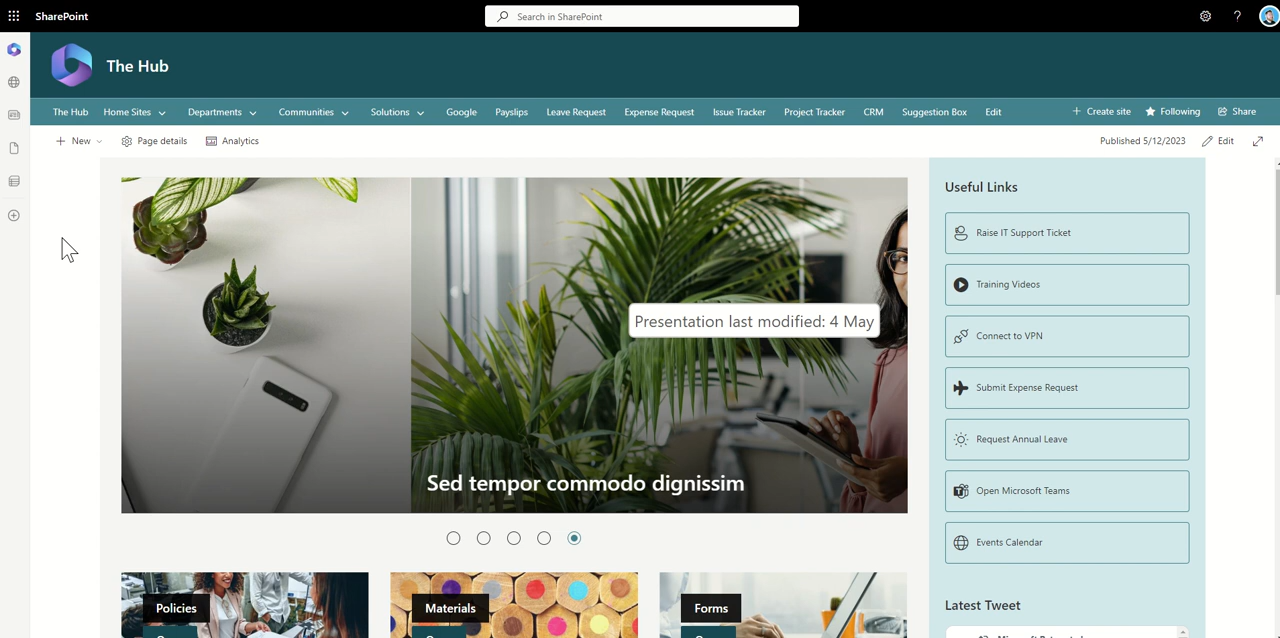 SharePoint
Search in SharePoint
?
The Hub
The Hub Home Sites Departments Communities Solutions Google Payslips Leave Request Expense Request Issue Tracker Project Tracker CRM Suggestion Box Edit + Create site Following Share
+ New Page details Analytics Published 5/12/2023 Edit
Useful Links
Raise IT Support Ticket
Training Videos
Presentation last modified: 4 May
Connect to VPN
Submit Expense Request
Request Annual Leave
Sed tempor commodo dignissim
Open Microsoft Teams
Events Calendar
Policies
Materials
Forms
Latest Tweet